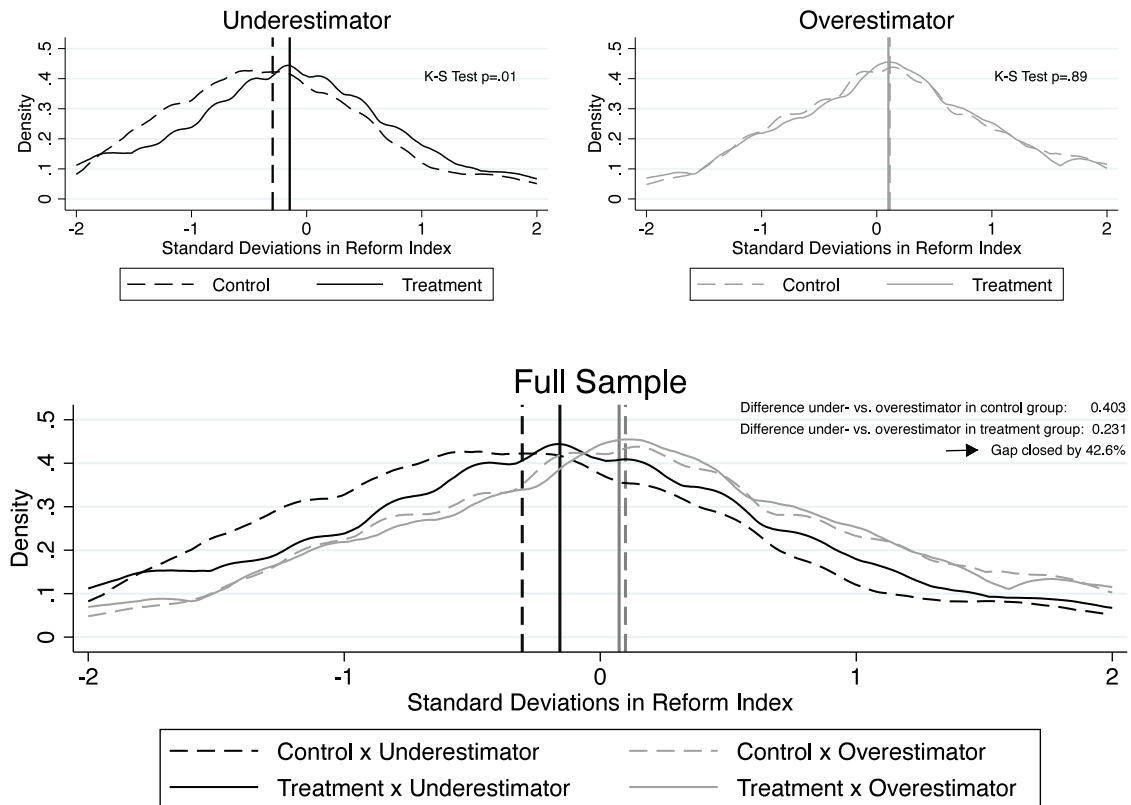 Underestimator
Density
0 .1 .2 .3 .4 .5
K-S Test p=.01
-2 -1 0 1 2
Standard Deviations in Reform Index
Control Treatment
Overestimator
Density
0 .1 .2 .3 .4 .5
K-S Test p=.89
-2 -1 0 1 2
Standard Deviations in Reform Index
Control Treatment
Full Sample
Density
0 .1 .2 .3 .4 .5
Difference under- vs. overestimator in control group: 0.403
Difference under- vs. overestimator in treatment group: 0.231
Gap closed by 42.6%
-2 -1 0 1 2
Standard Deviations in Reform Index
Control x Underestimator Control x Overestimator
Treatment x Underestimator Treatment x Overestimator